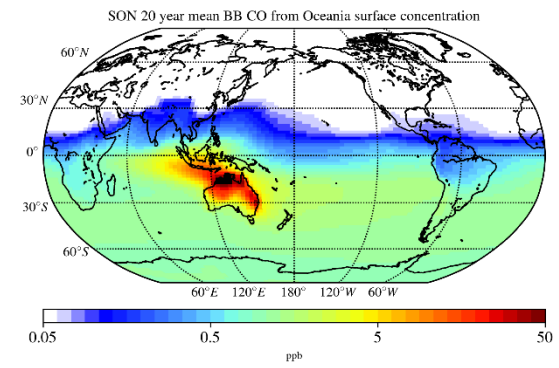 SON 20 year mean BB CO from Oceania surface concentration
60°N
30°N
0°
30°S
60°S
60°E 120°E 180° 120°W 60°W
0.05 0.5 5 50
ppb